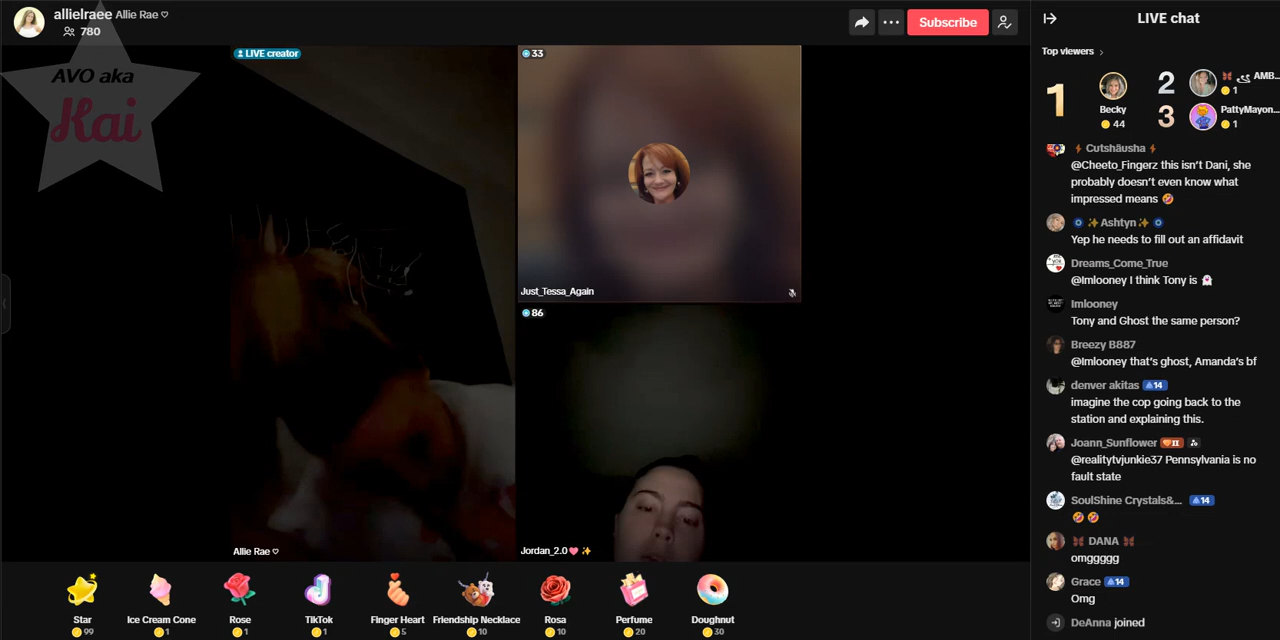 allielraee Allie Rae ♡
780
Subscribe
AVO aka
Kai
LIVE creator
33
Just_Tessa_Again
86
Allie Rae ♡
Jordan_2.0❤️ ✨
Star
99
Ice Cream Cone
1
Rose
1
TikTok
1
Finger Heart
5
Friendship Necklace
10
Rosa
10
Perfume
20
Doughnut
30
LIVE chat
Top viewers >
1
Becky
44
2
AMB...
1
3
PattyMayon...
1
⚡ Cutshäusha ⚡
@Cheeto_Fingerz this isn't Dani, she
probably doesn't even know what
impressed means 🤣
🧿 ✨Ashtyn✨ 🧿
Yep he needs to fill out an affidavit
Dreams_Come_True
@Imlooney I think Tony is 👻
Imlooney
Tony and Ghost the same person?
Breezy B887
@Imlooney that's ghost, Amanda's bf
denver akitas 14
imagine the cop going back to the
station and explaining this.
Joann_Sunflower II
@realitytvjunkie37 Pennsylvania is no
fault state
SoulShine Crystals&... 14
🤣 🤣
🦋 DANA 🦋
omggggg
Grace 14
Omg
DeAnna joined